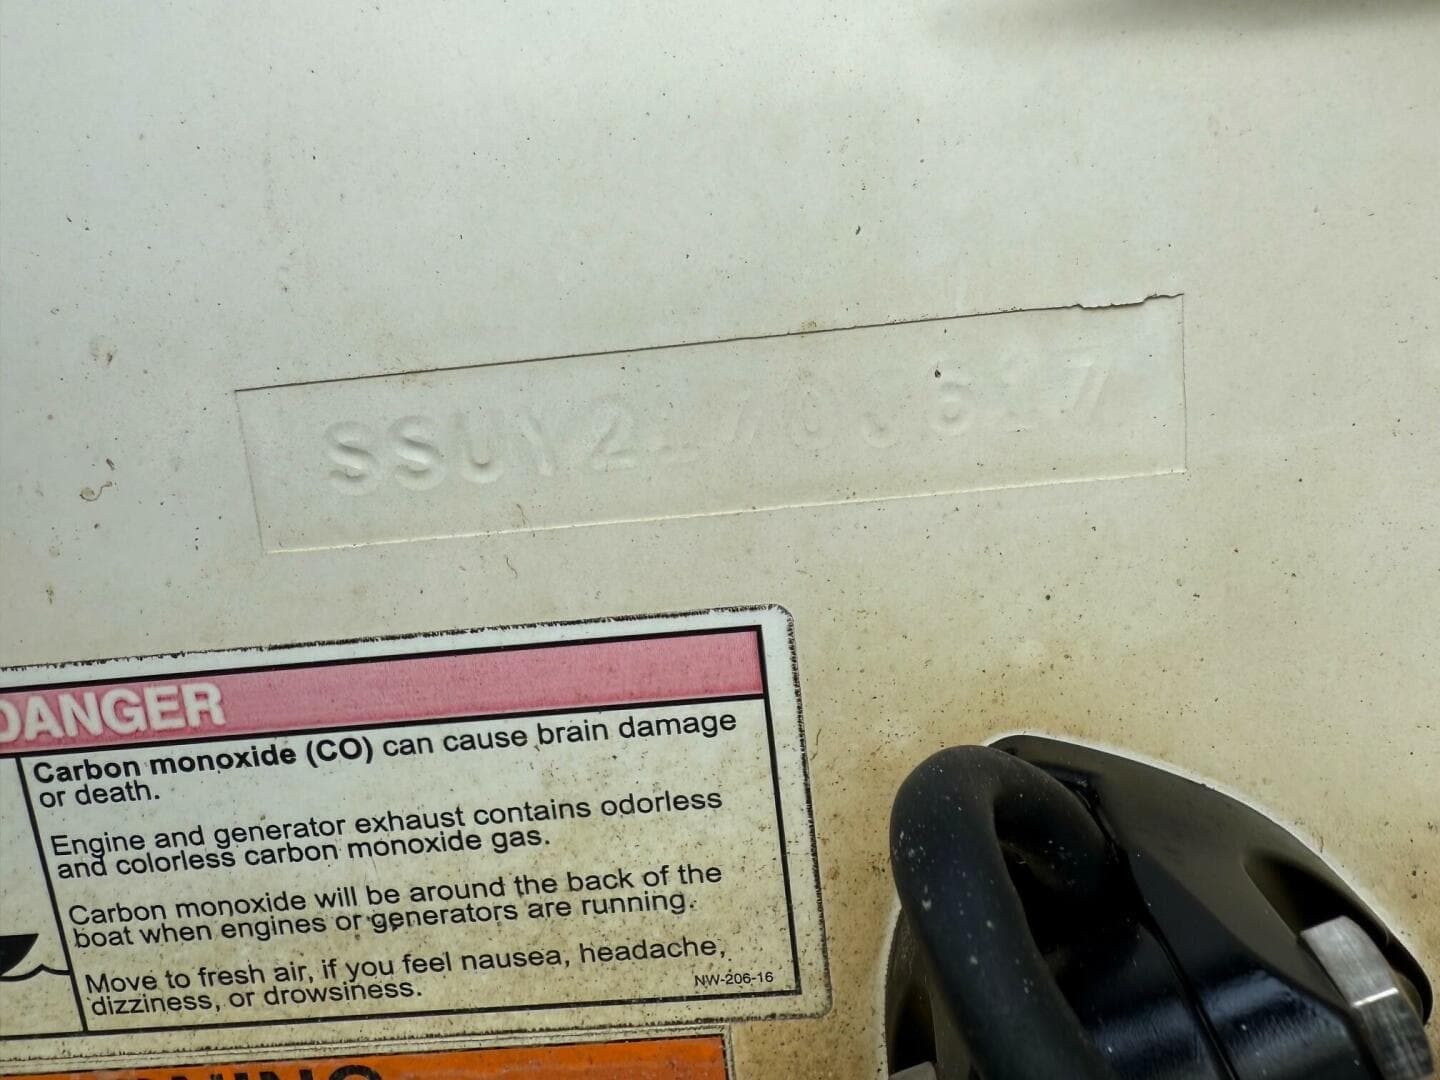 SSUY21703617
DANGER
Carbon monoxide (CO) can cause brain damage
or death.
Engine and generator exhaust contains odorless
and colorless carbon monoxide gas.
Carbon monoxide will be around the back of the
boat when engines or generators are running.
Move to fresh air, if you feel nausea, headache,
dizziness, or drowsiness.
NW-206-16